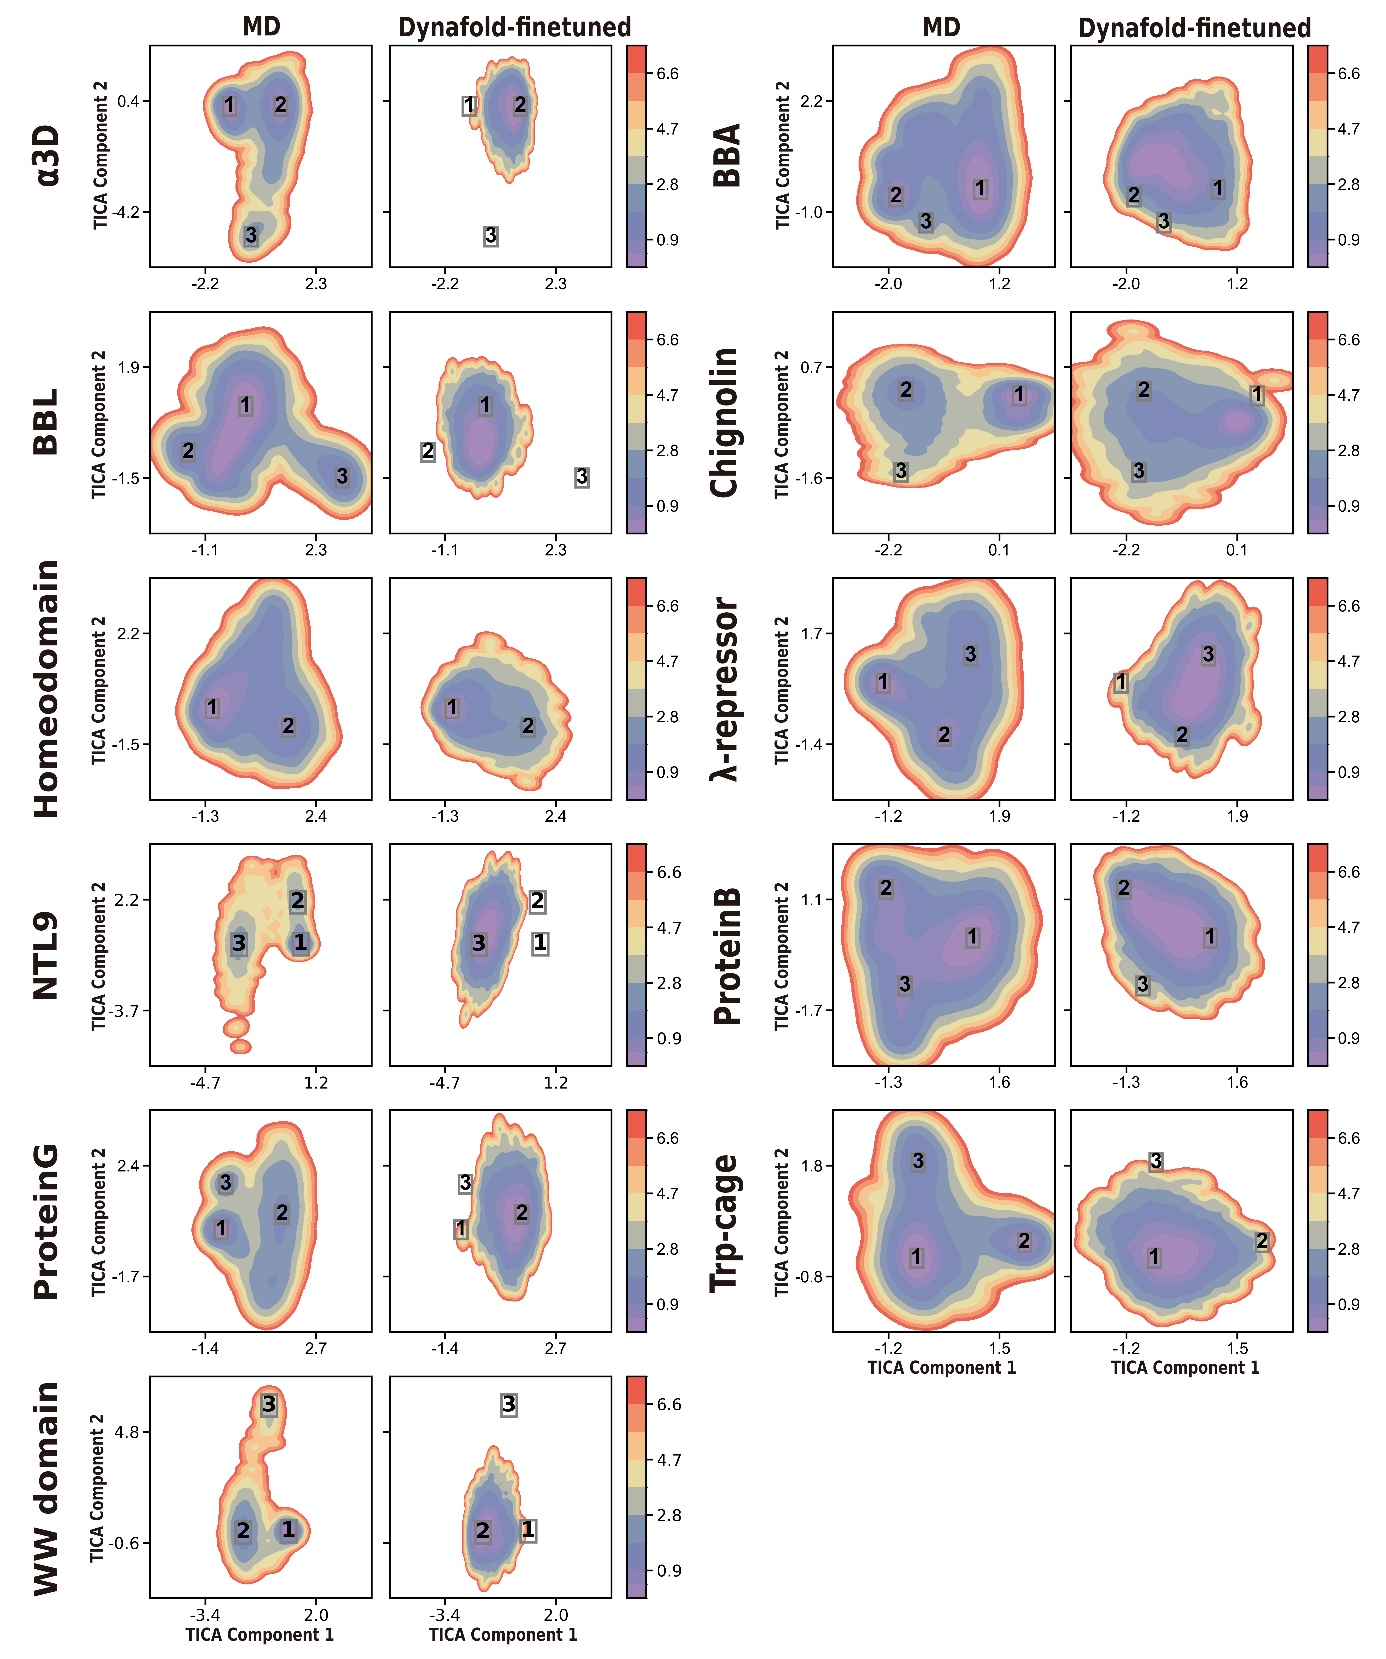 MD Dynafold-finetuned MD Dynafold-finetuned
α3D
TICA Component 2
0.4
-4.2
1 2 3
1 2 3
-2.2 2.3
-2.2 2.3
6.6
4.7
2.8
0.9
BBA
TICA Component 2
2.2
-1.0
2 3 1
2 3 1
-2.0 1.2
-2.0 1.2
6.6
4.7
2.8
0.9
BBL
TICA Component 2
1.9
-1.5
1 2 3
1 2 3
-1.1 2.3
-1.1 2.3
6.6
4.7
2.8
0.9
Chignolin
TICA Component 2
0.7
-1.6
2 1 3
2 1 3
-2.2 0.1
-2.2 0.1
6.6
4.7
2.8
0.9
Homeodomain
TICA Component 2
2.2
-1.5
1 2
1 2
-1.3 2.4
-1.3 2.4
6.6
4.7
2.8
0.9
λ-repressor
TICA Component 2
1.7
-1.4
3 1 2
3 1 2
-1.2 1.9
-1.2 1.9
6.6
4.7
2.8
0.9
NTL9
TICA Component 2
2.2
-3.7
2 3 1
2 3 1
-4.7 1.2
-4.7 1.2
6.6
4.7
2.8
0.9
ProteinB
TICA Component 2
1.1
-1.7
2 1 3
2 1 3
-1.3 1.6
-1.3 1.6
6.6
4.7
2.8
0.9
ProteinG
TICA Component 2
2.4
-1.7
3 2 1
3 2 1
-1.4 2.7
-1.4 2.7
6.6
4.7
2.8
0.9
Trp-cage
TICA Component 2
1.8
-0.8
3 2 1
3 2 1
-1.2 1.5
-1.2 1.5
TICA Component 1 TICA Component 1
6.6
4.7
2.8
0.9
WW domain
TICA Component 2
4.8
-0.6
3 2 1
3 2 1
-3.4 2.0
-3.4 2.0
TICA Component 1 TICA Component 1
6.6
4.7
2.8
0.9